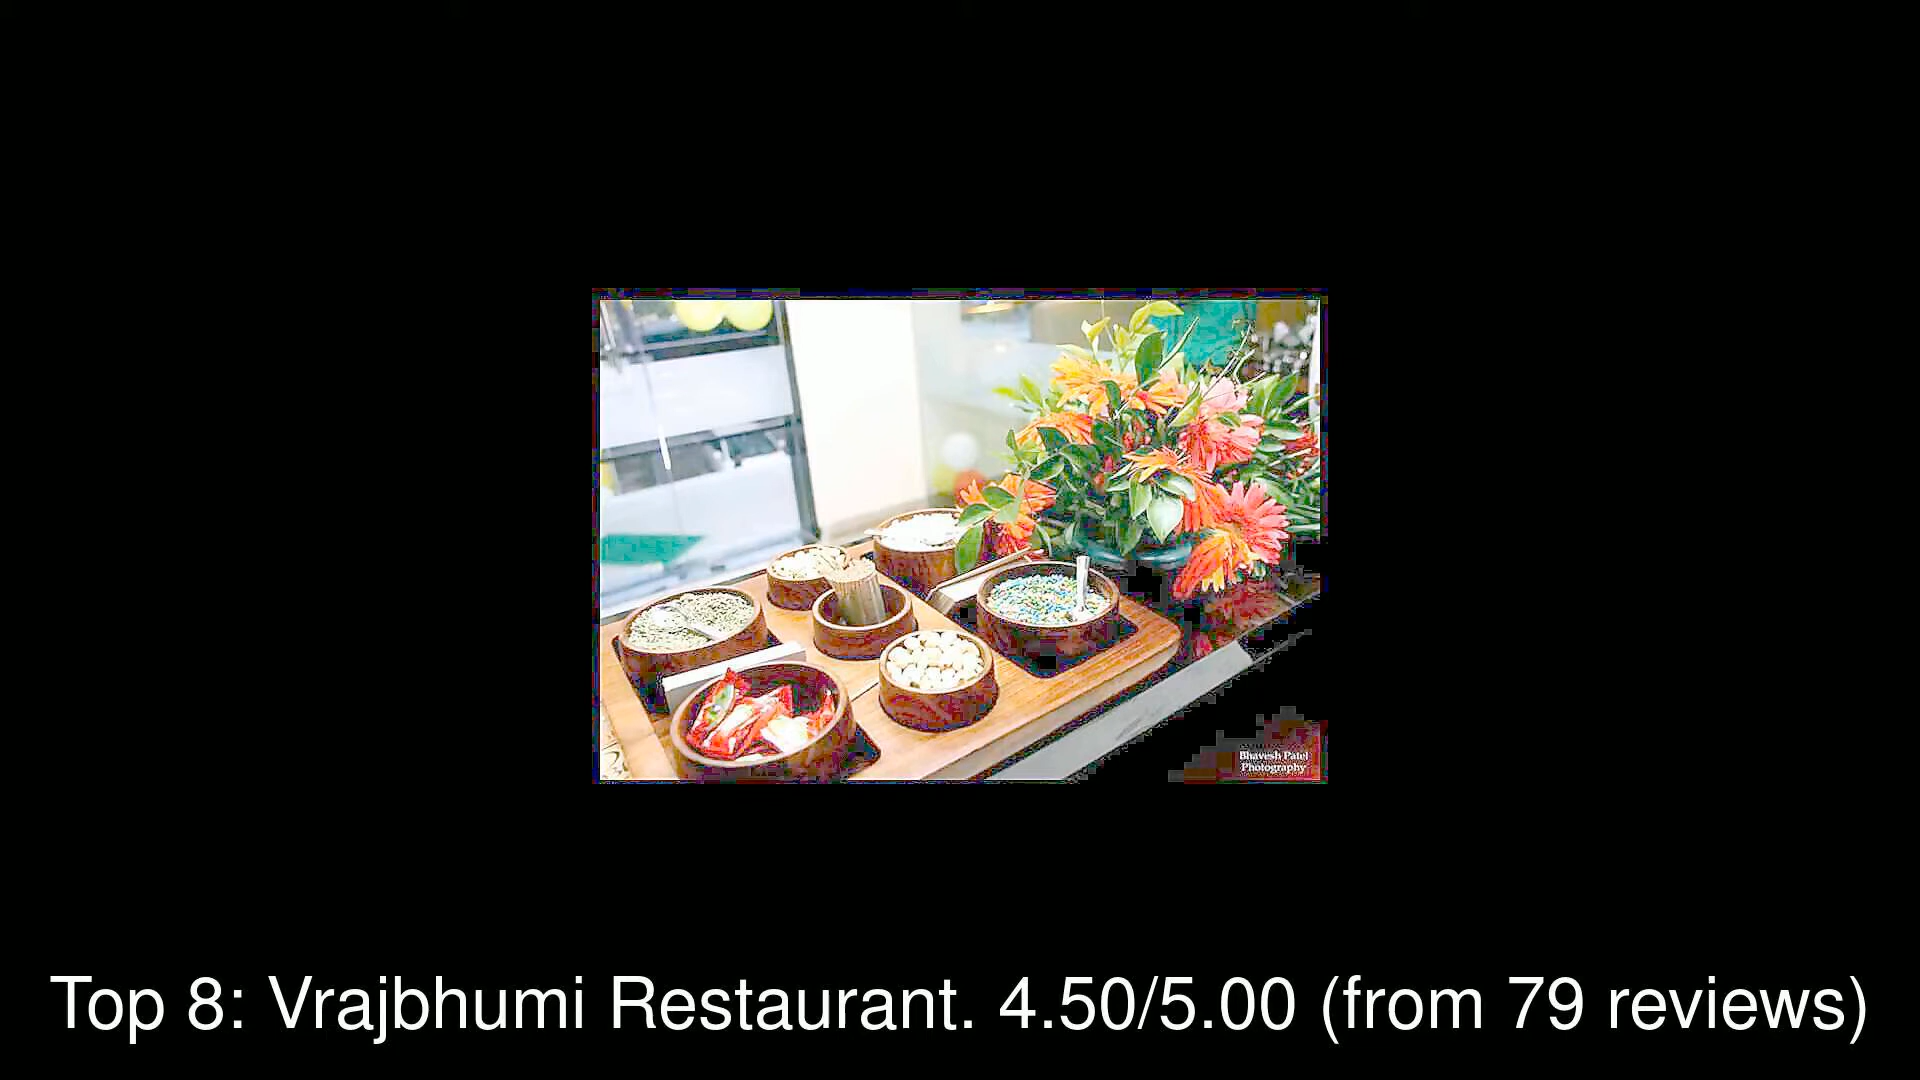 Bhavesh Patel
Photography
Top 8: Vrajbhumi Restaurant. 4.50/5.00 (from 79 reviews)